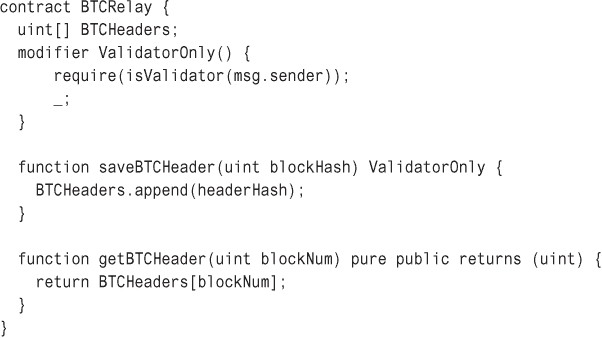 contract BTCRelay {
  uint[] BTCHeaders;
  modifier ValidatorOnly() {
      require(isValidator(msg.sender));
      _;
  }

  function saveBTCHeader(uint blockHash) ValidatorOnly {
    BTCHeaders.append(headerHash);
  }

  function getBTCHeader(uint blockNum) pure public returns (uint) {
    return BTCHeaders[blockNum];
  }
}